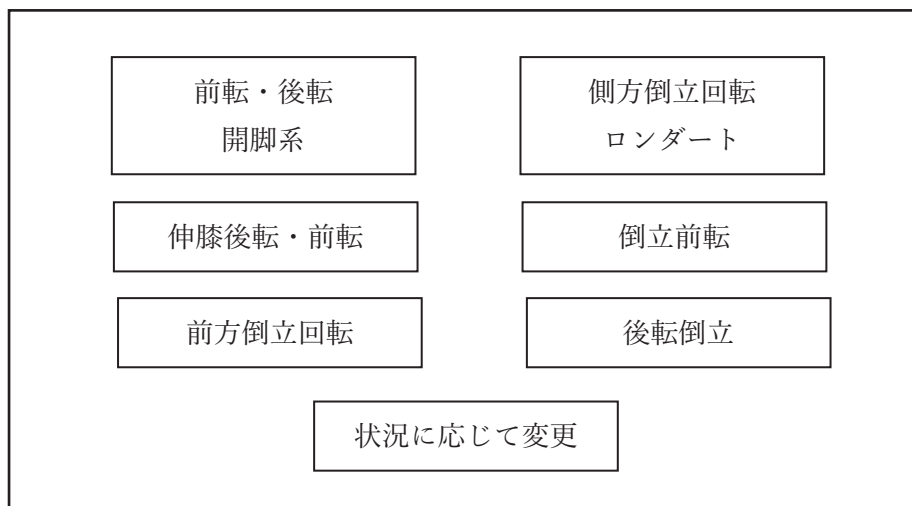 前転・後転
開脚系
側方倒立回転
ロンダート
伸膝後転・前転
倒立前転
前方倒立回転
後転倒立
状況に応じて変更